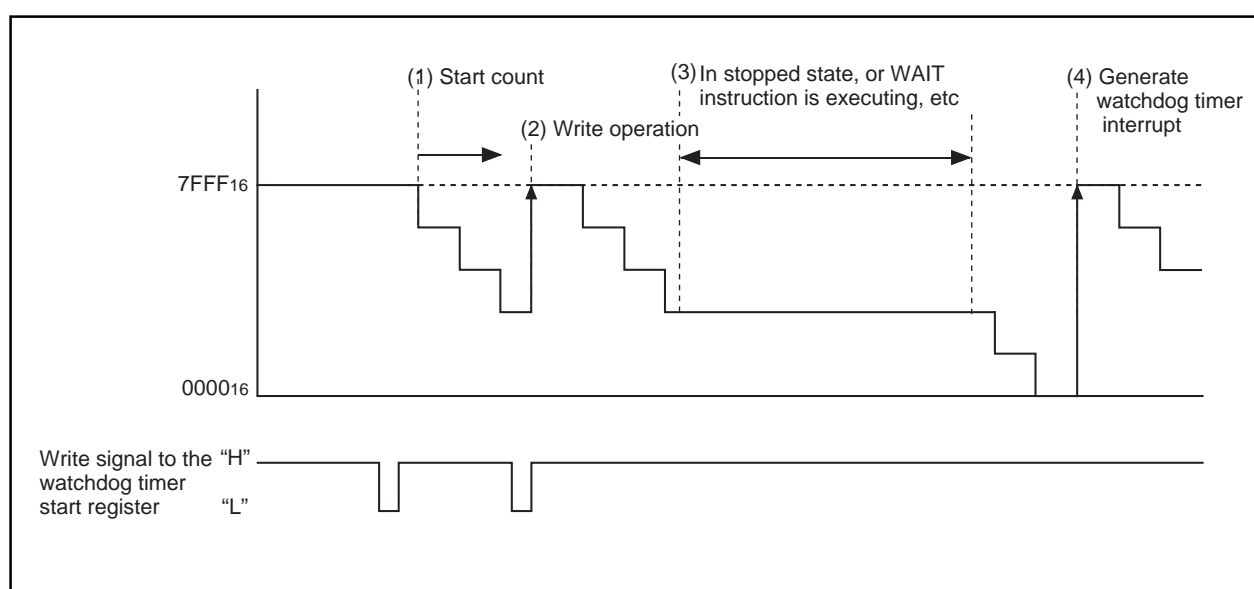 (1) Start count
(2) Write operation
(3) In stopped state, or WAIT
instruction is executing, etc
(4) Generate
watchdog timer
interrupt
7FFF16
000016
Write signal to the “H”
watchdog timer
start register “L”